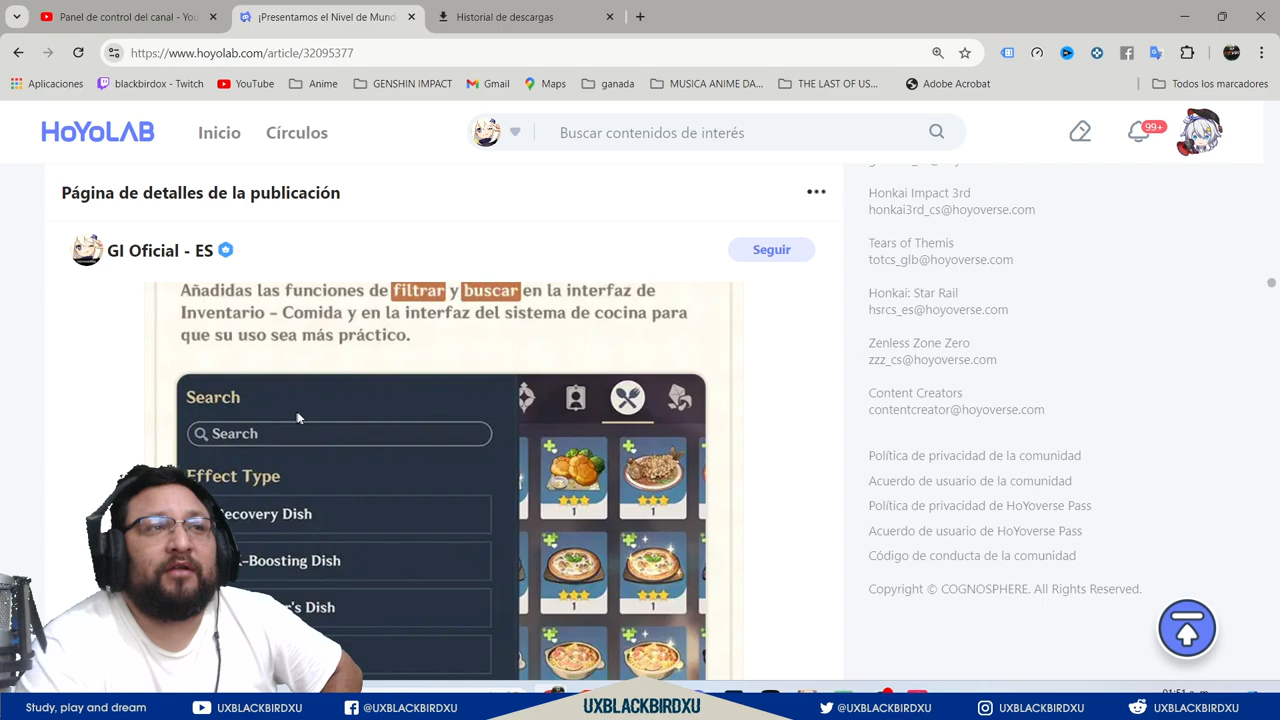 Panel de control del canal - You
¡Presentamos el Nivel de Mund
Historial de descargas
https://www.hoyolab.com/article/32095377
Aplicaciones
blackbirdox - Twitch
YouTube
Anime
GENSHIN IMPACT
Gmail
Maps
ganada
MUSICA ANIME DA...
THE LAST OF US...
Adobe Acrobat
Todos los marcadores
HoYoLAB
Inicio
Círculos
Buscar contenidos de interés
99+
Página de detalles de la publicación
GI Oficial - ES
Seguir
Añadidas las funciones de filtrar y buscar en la interfaz de
Inventario - Comida y en la interfaz del sistema de cocina para
que su uso sea más práctico.
Search
Search
Effect Type
Recovery Dish
-Boosting Dish
's Dish
1
1
1
1
Honkai Impact 3rd
honkai3rd_cs@hoyoverse.com
Tears of Themis
totcs_glb@hoyoverse.com
Honkai: Star Rail
hsrcs_es@hoyoverse.com
Zenless Zone Zero
zzz_cs@hoyoverse.com
Content Creators
contentcreator@hoyoverse.com
Política de privacidad de la comunidad
Acuerdo de usuario de la comunidad
Política de privacidad de HoYoverse Pass
Acuerdo de usuario de HoYoverse Pass
Código de conducta de la comunidad
Copyright © COGNOSPHERE. All Rights Reserved.
Study, play and dream
UXBLACKBIRDXU
@UXBLACKBIRDXU
UXBLACKBIRDXU
@UXBLACKBIRDXU
UXBLACKBIRDXU
UXBLACKBIRDXU